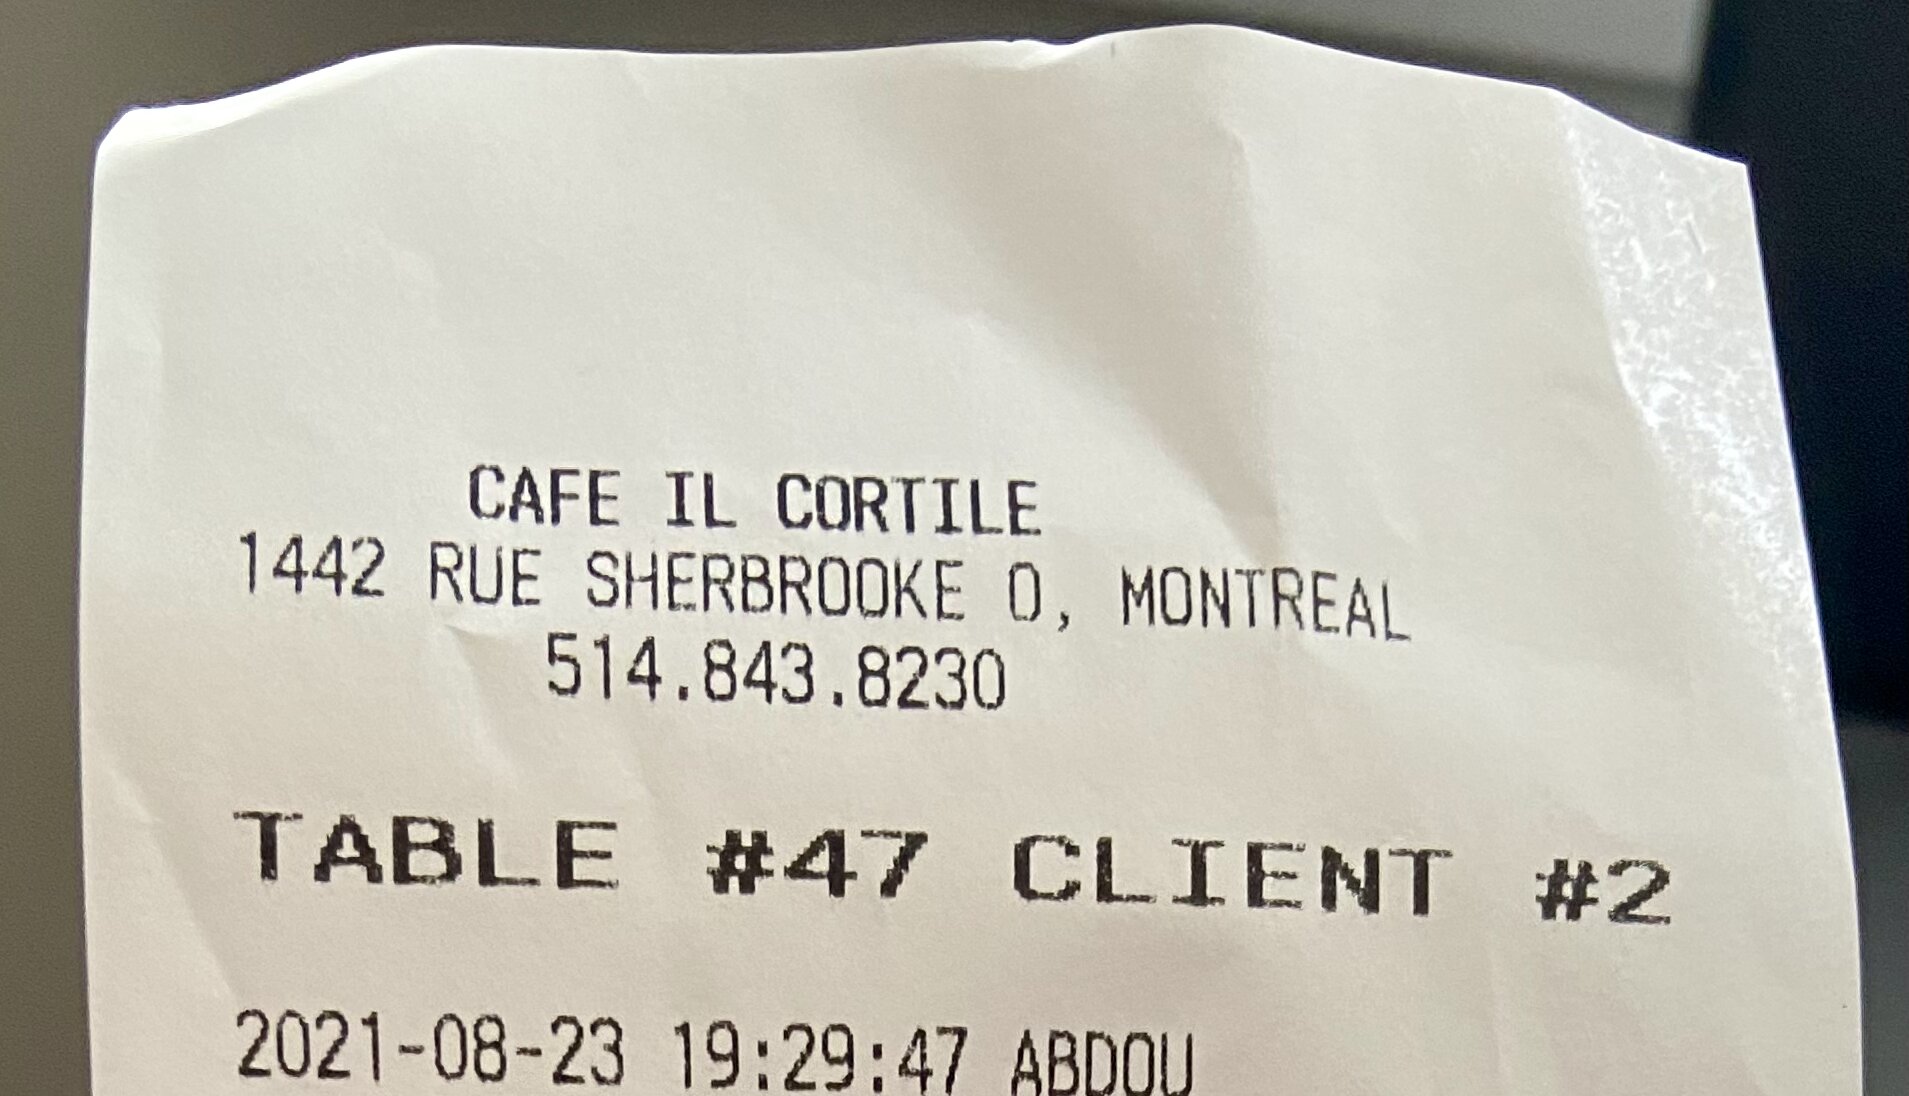 CAFE IL CORTILE
1442 RUE SHERBROOKE O, MONTREAL
514.843.8230
TABLE #47 CLIENT #2
2021-08-23 19:29:47 ABDOU